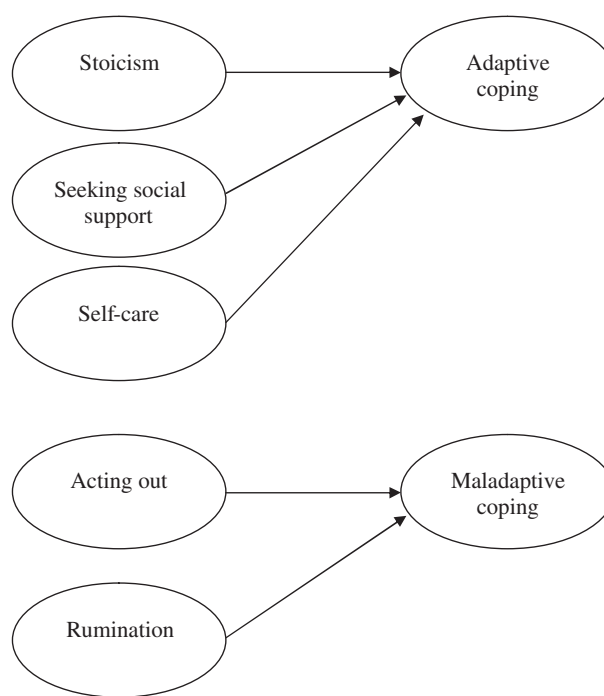 Stoicism
Adaptive
coping
Seeking social
support
Self-care
Acting out
Maladaptive
coping
Rumination